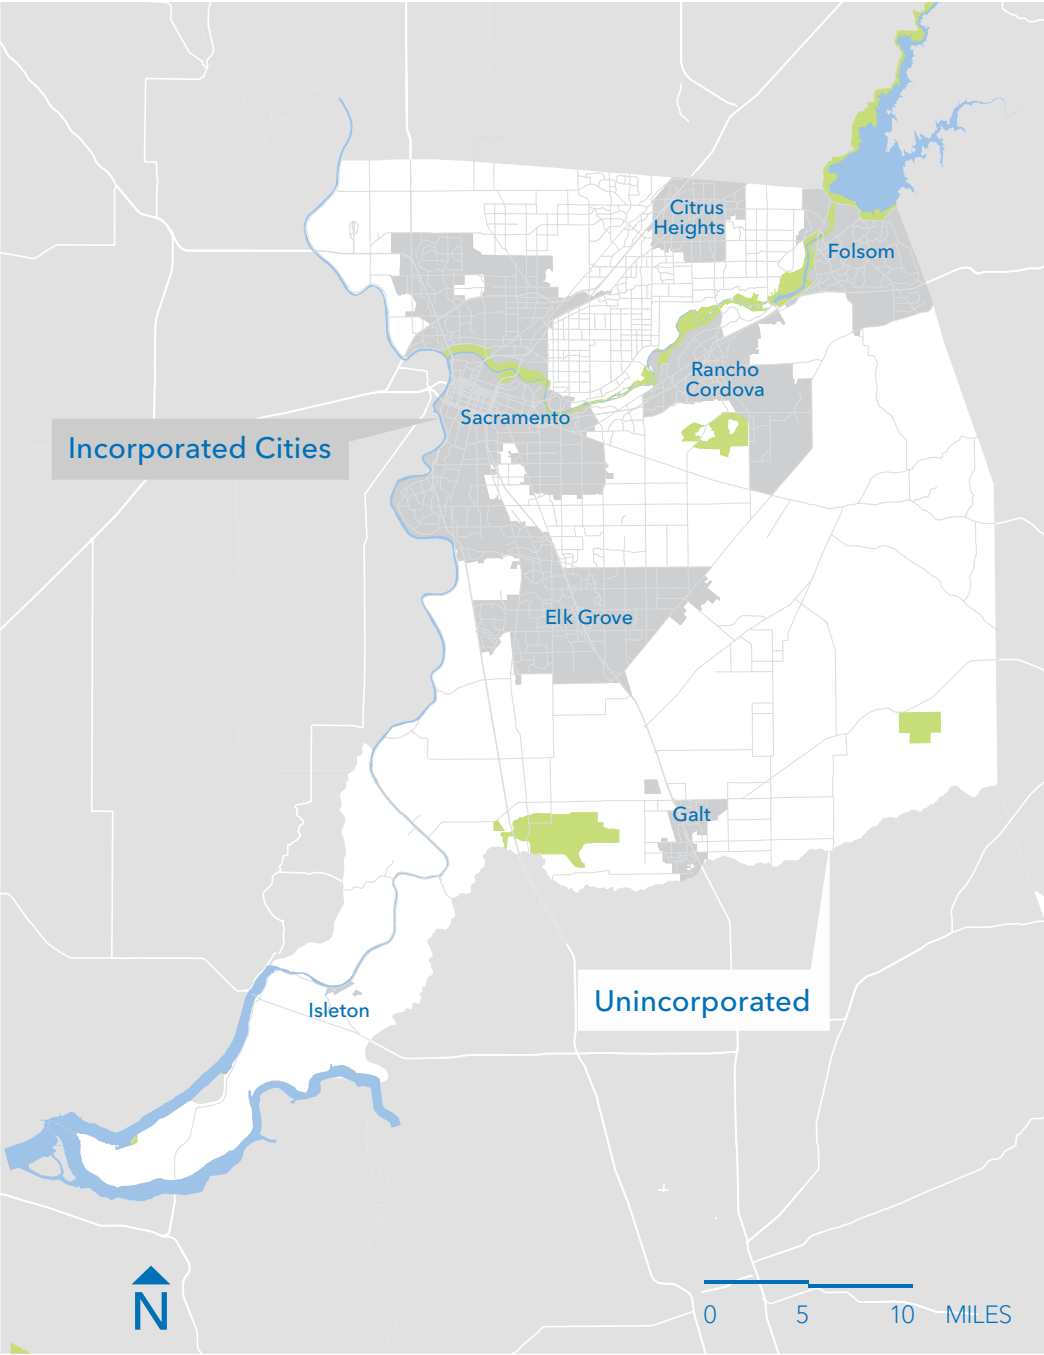 Citrus
Heights
Folsom
Rancho
Cordova
Sacramento
Incorporated Cities
Elk Grove
Galt
Unincorporated
Isleton
N
0 5 10 MILES